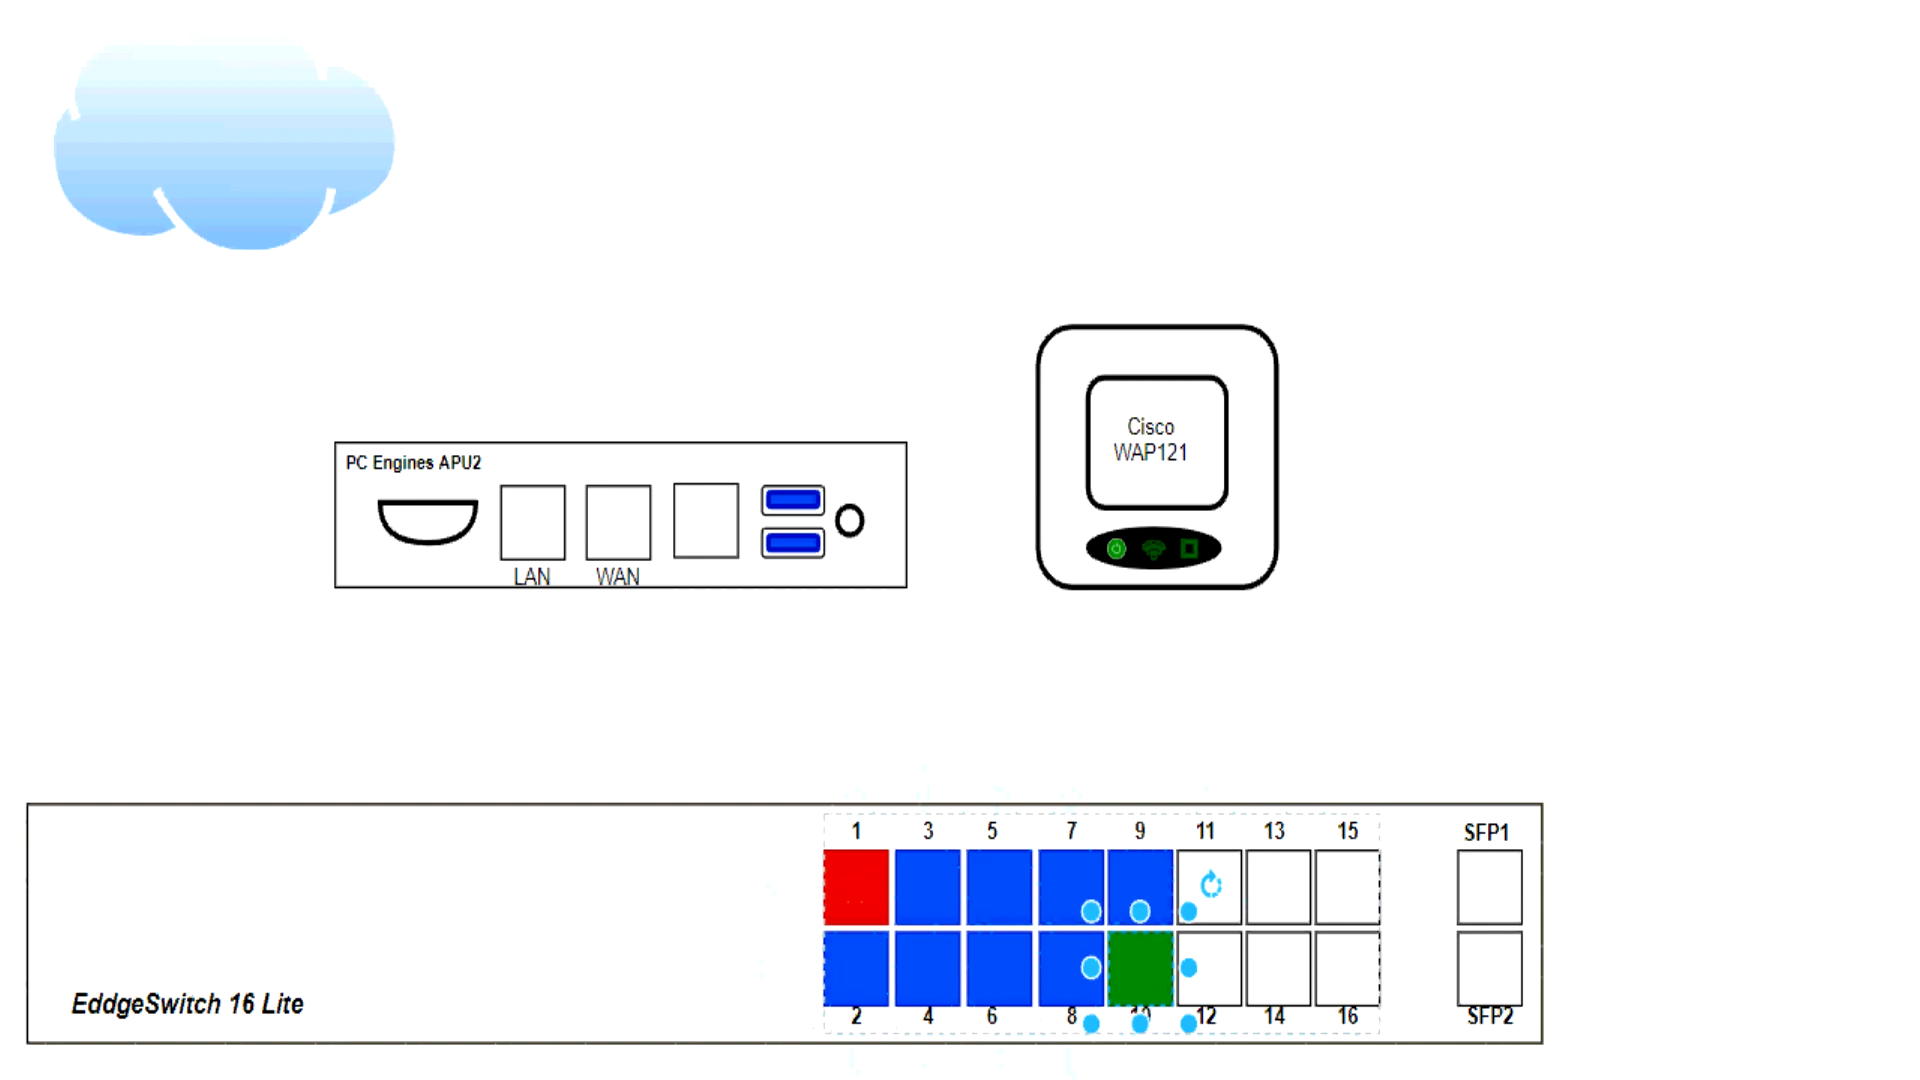 Cisco
WAP121
PC Engines APU2
LAN WAN
1 3 5 7 9 11 13 15 SFP1
EddgeSwitch 16 Lite
2 4 6 8 10 12 14 16 SFP2